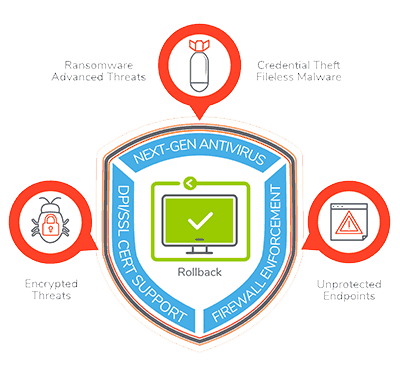 Ransomware
Advanced Threats
Credential Theft
Fileless Malware
NEXT-GEN ANTIVIRUS
DPI/SSL CERT SUPPORT
FIREWALL ENFORCEMENT
Rollback
Encrypted
Threats
Unprotected
Endpoints